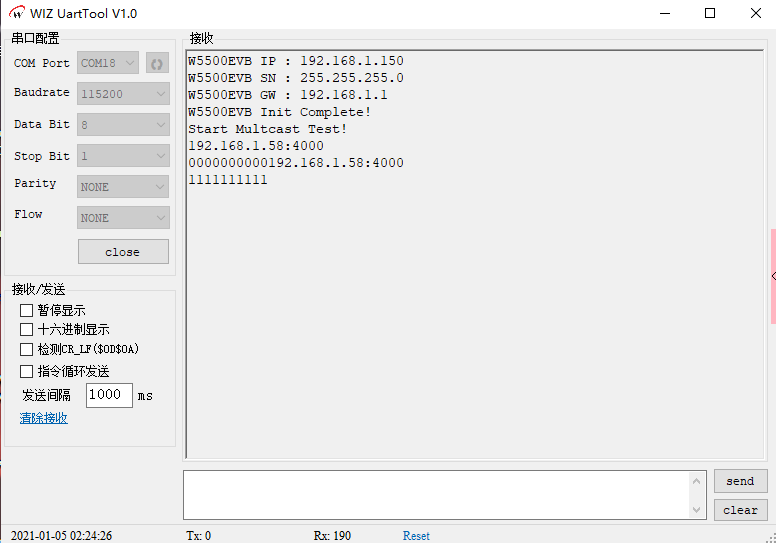 WIZ UartTool V1.0
串口配置
COM Port COM18
Baudrate 115200
Data Bit 8
Stop Bit 1
Parity NONE
Flow NONE
close
接收/发送
暂停显示
十六进制显示
检测CR_LF($0D$0A)
指令循环发送
发送间隔 1000 ms
清除接收
接收
W5500EVB IP : 192.168.1.150
W5500EVB SN : 255.255.255.0
W5500EVB GW : 192.168.1.1
W5500EVB Init Complete!
Start Multcast Test!
192.168.1.58:4000
0000000000192.168.1.58:4000
1111111111
send
clear
2021-01-05 02:24:26 Tx: 0 Rx: 190 Reset